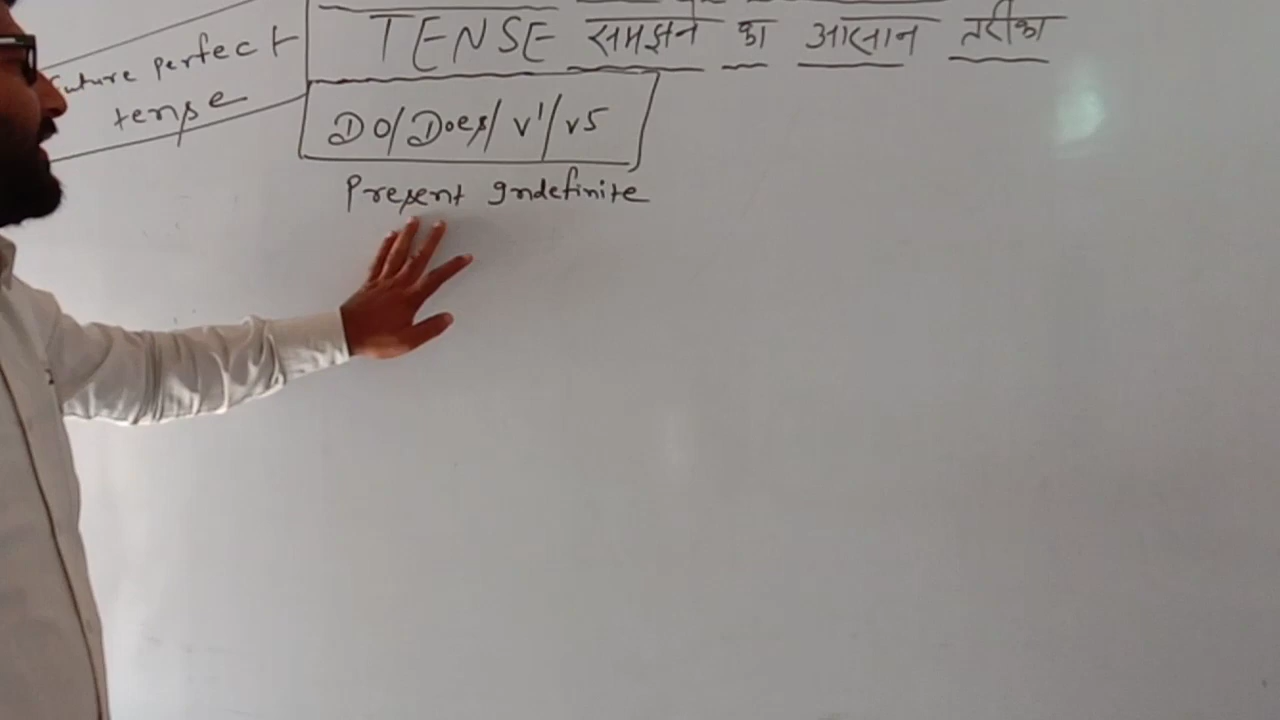 TENSE समझने का आसान तरीका
Future perfect
tense
DO/Does/v'/v5
Present Indefinite